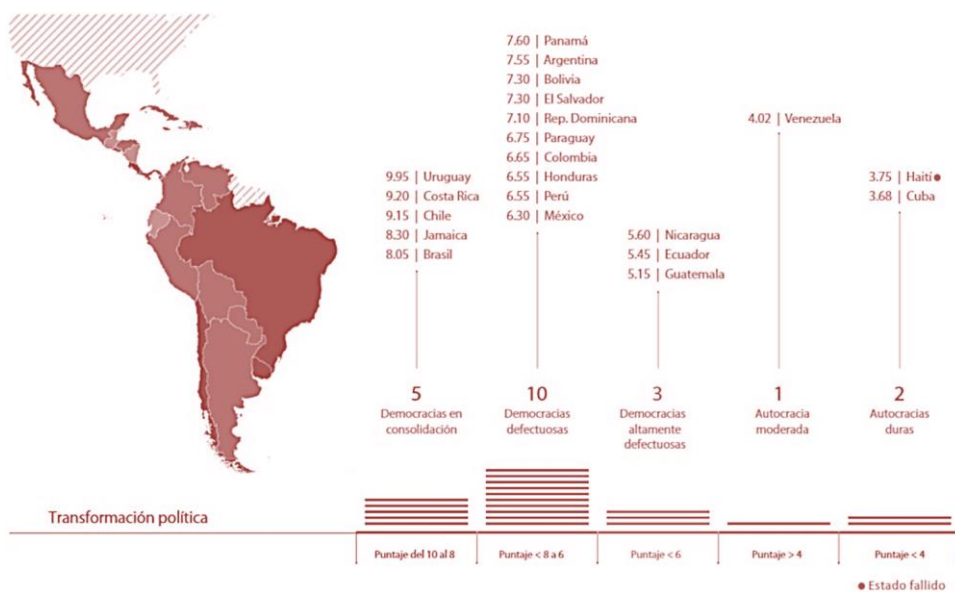 9.95 | Uruguay
9.20 | Costa Rica
9.15 | Chile
8.30 | Jamaica
8.05 | Brasil
5
Democracias en
consolidación
7.60 | Panamá
7.55 | Argentina
7.30 | Bolivia
7.30 | El Salvador
7.10 | Rep. Dominicana
6.75 | Paraguay
6.65 | Colombia
6.55 | Honduras
6.55 | Perú
6.30 | México
10
Democracias
defectuosas
5.60 | Nicaragua
5.45 | Ecuador
5.15 | Guatemala
3
Democracias
altamente
defectuosas
4.02 | Venezuela
1
Autocracia
moderada
3.75 | Haití
3.68 | Cuba
2
Autocracias
duras
Transformación política
Puntaje del 10 al 8
Puntaje < 8 a 6
Puntaje < 6
Puntaje > 4
Puntaje < 4
Estado fallido